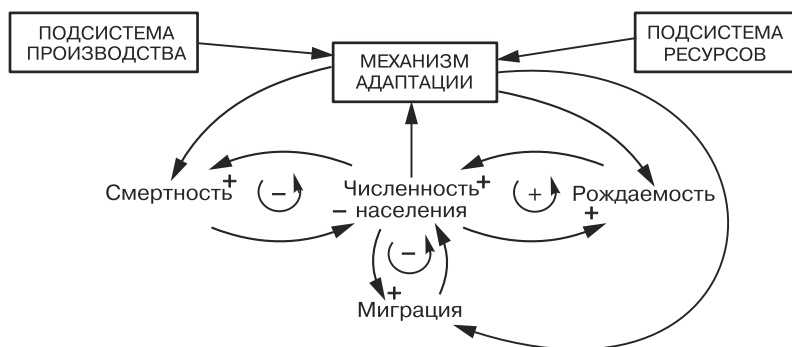 ПОДСИСТЕМА
ПРОИЗВОДСТВА
МЕХАНИЗМ
АДАПТАЦИИ
ПОДСИСТЕМА
РЕСУРСОВ
Смертность +
–
Численность +
– населения
+
Рождаемость
+
–
+
Миграция